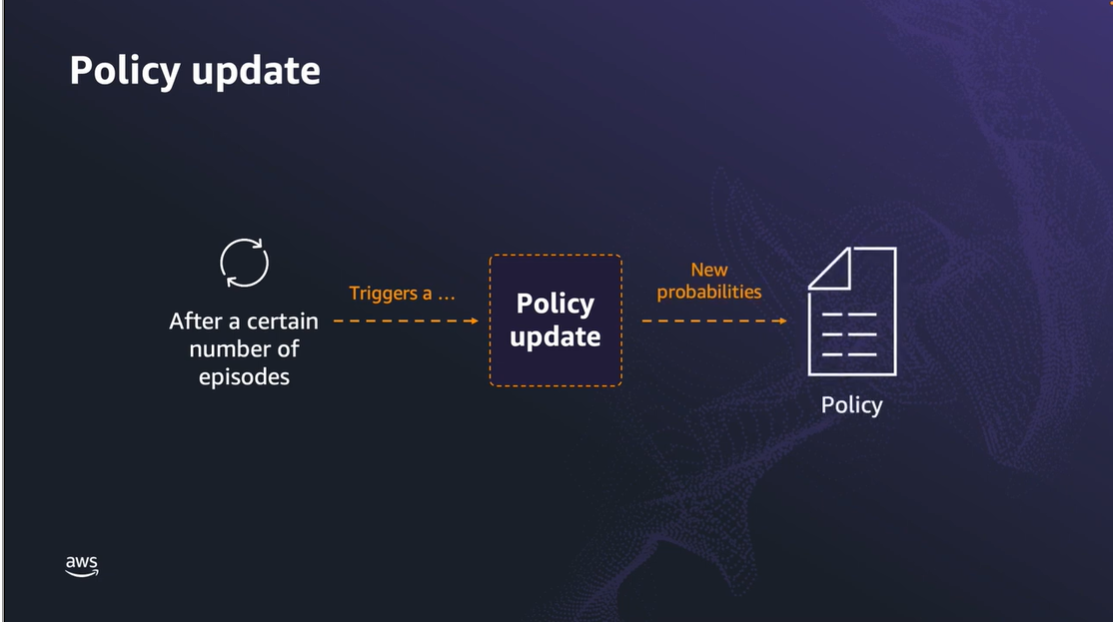 Policy update
After a certain
number of
episodes
Triggers a ...
Policy
update
New
probabilities
Policy
aws